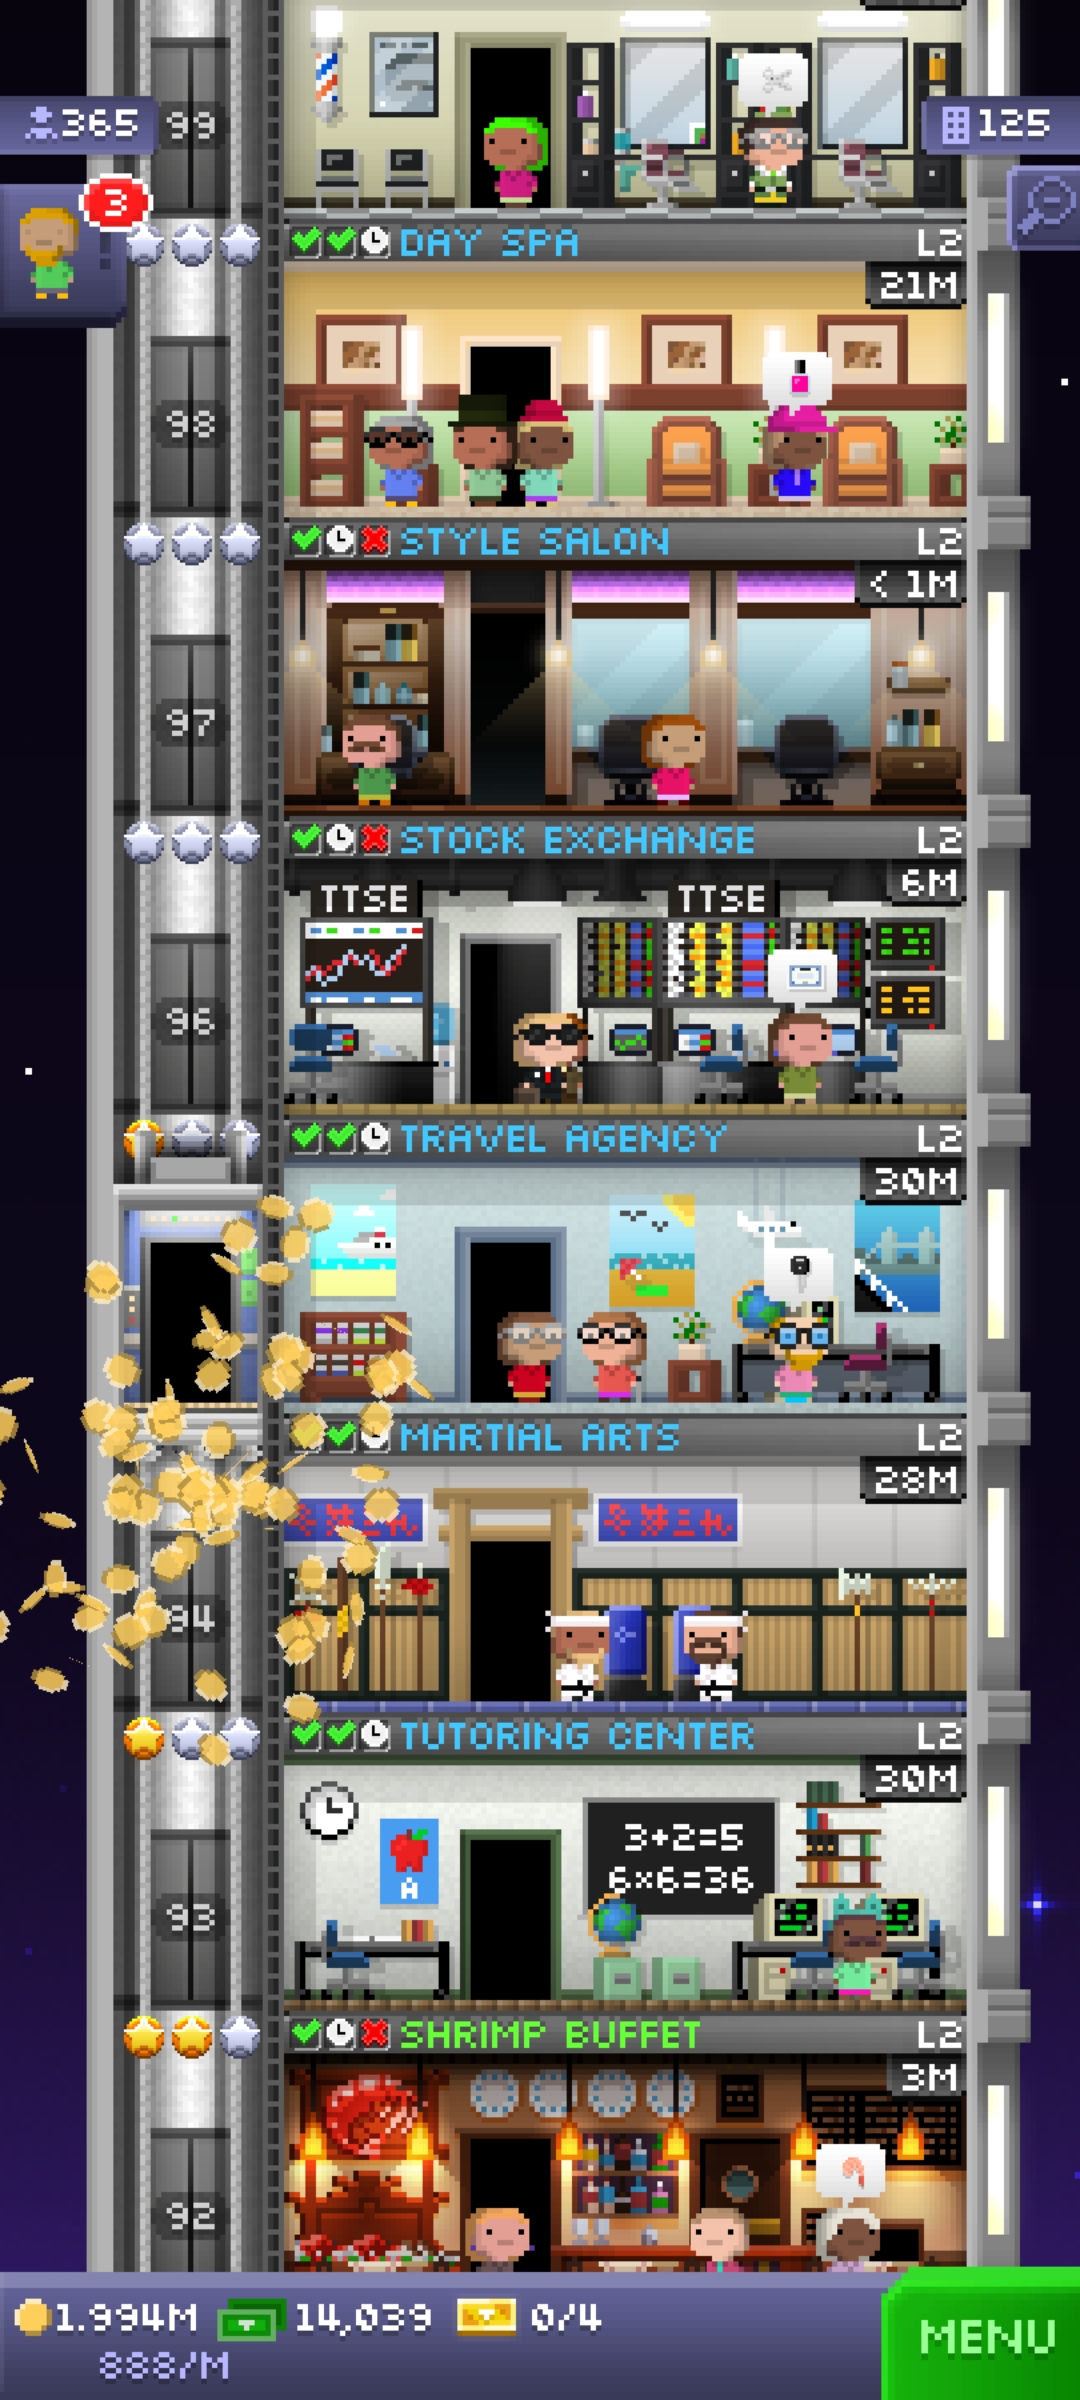 99
365
125
3
DAY SPA L2
21M
98
STYLE SALON L2
< 1M
97
STOCK EXCHANGE L2
6M
TTSE TTSE
96
TRAVEL AGENCY L2
30M
MARTIAL ARTS L2
28M
94
TUTORING CENTER L2
30M
3+2=5
6×6=36
A
93
SHRIMP BUFFET L2
3M
92
1.994M 14,039 0/4
888/M
MENU